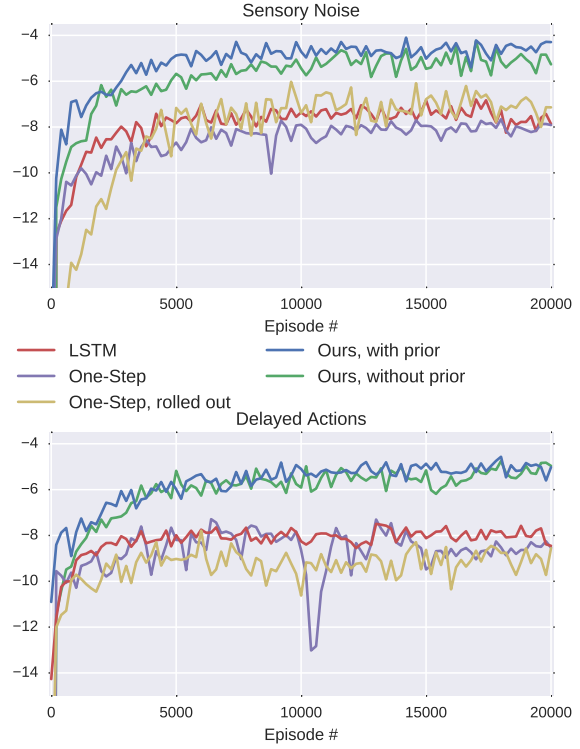 Sensory Noise
−4
−6
−8
−10
−12
−14
0 5000 10000 15000 20000
Episode #
LSTM Ours, with prior
One-Step Ours, without prior
One-Step, rolled out
Delayed Actions
−4
−6
−8
−10
−12
−14
0 5000 10000 15000 20000
Episode #